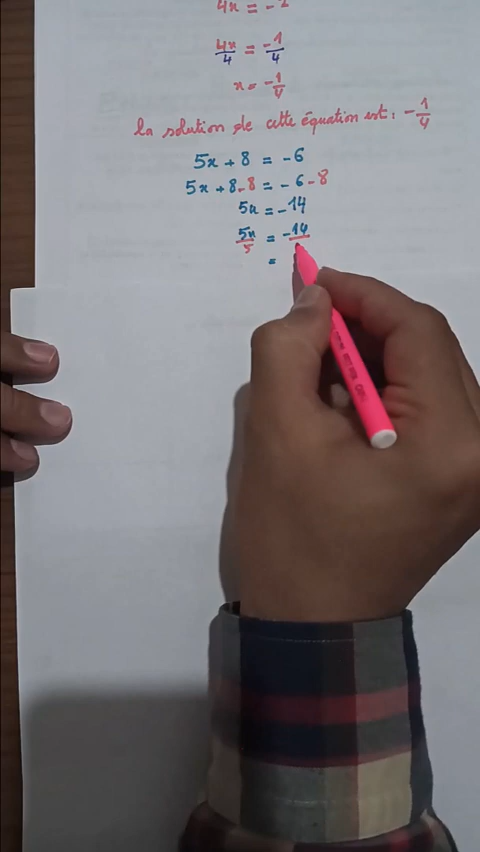 4x = -1
4x/4 = -1/4
x = -1/4
la solution de cette équation est : -1/4
5x + 8 = -6
5x + 8 - 8 = -6 - 8
5x = -14
5x/5 = -14/
=